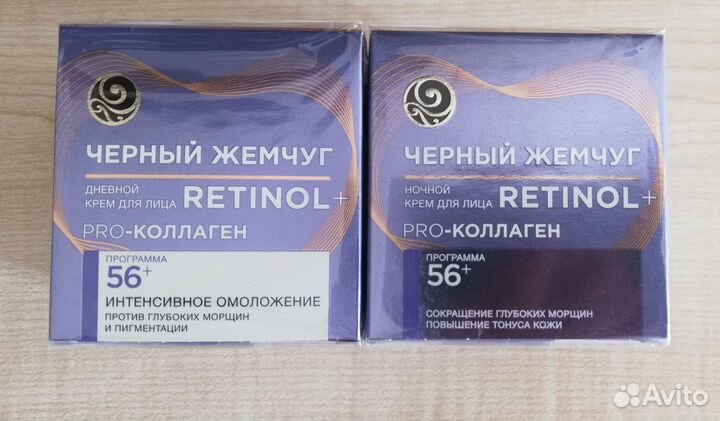 ЧЕРНЫЙ ЖЕМЧУГ
ДНЕВНОЙ
КРЕМ ДЛЯ ЛИЦА RETINOL+
PRO-КОЛЛАГЕН
ПРОГРАММА
56+
ИНТЕНСИВНОЕ ОМОЛОЖЕНИЕ
ПРОТИВ ГЛУБОКИХ МОРЩИН
И ПИГМЕНТАЦИИ
ЧЕРНЫЙ ЖЕМЧУГ
НОЧНОЙ
КРЕМ ДЛЯ ЛИЦА RETINOL+
PRO-КОЛЛАГЕН
ПРОГРАММА
56+
СОКРАЩЕНИЕ ГЛУБОКИХ МОРЩИН
ПОВЫШЕНИЕ ТОНУСА КОЖИ
Avito